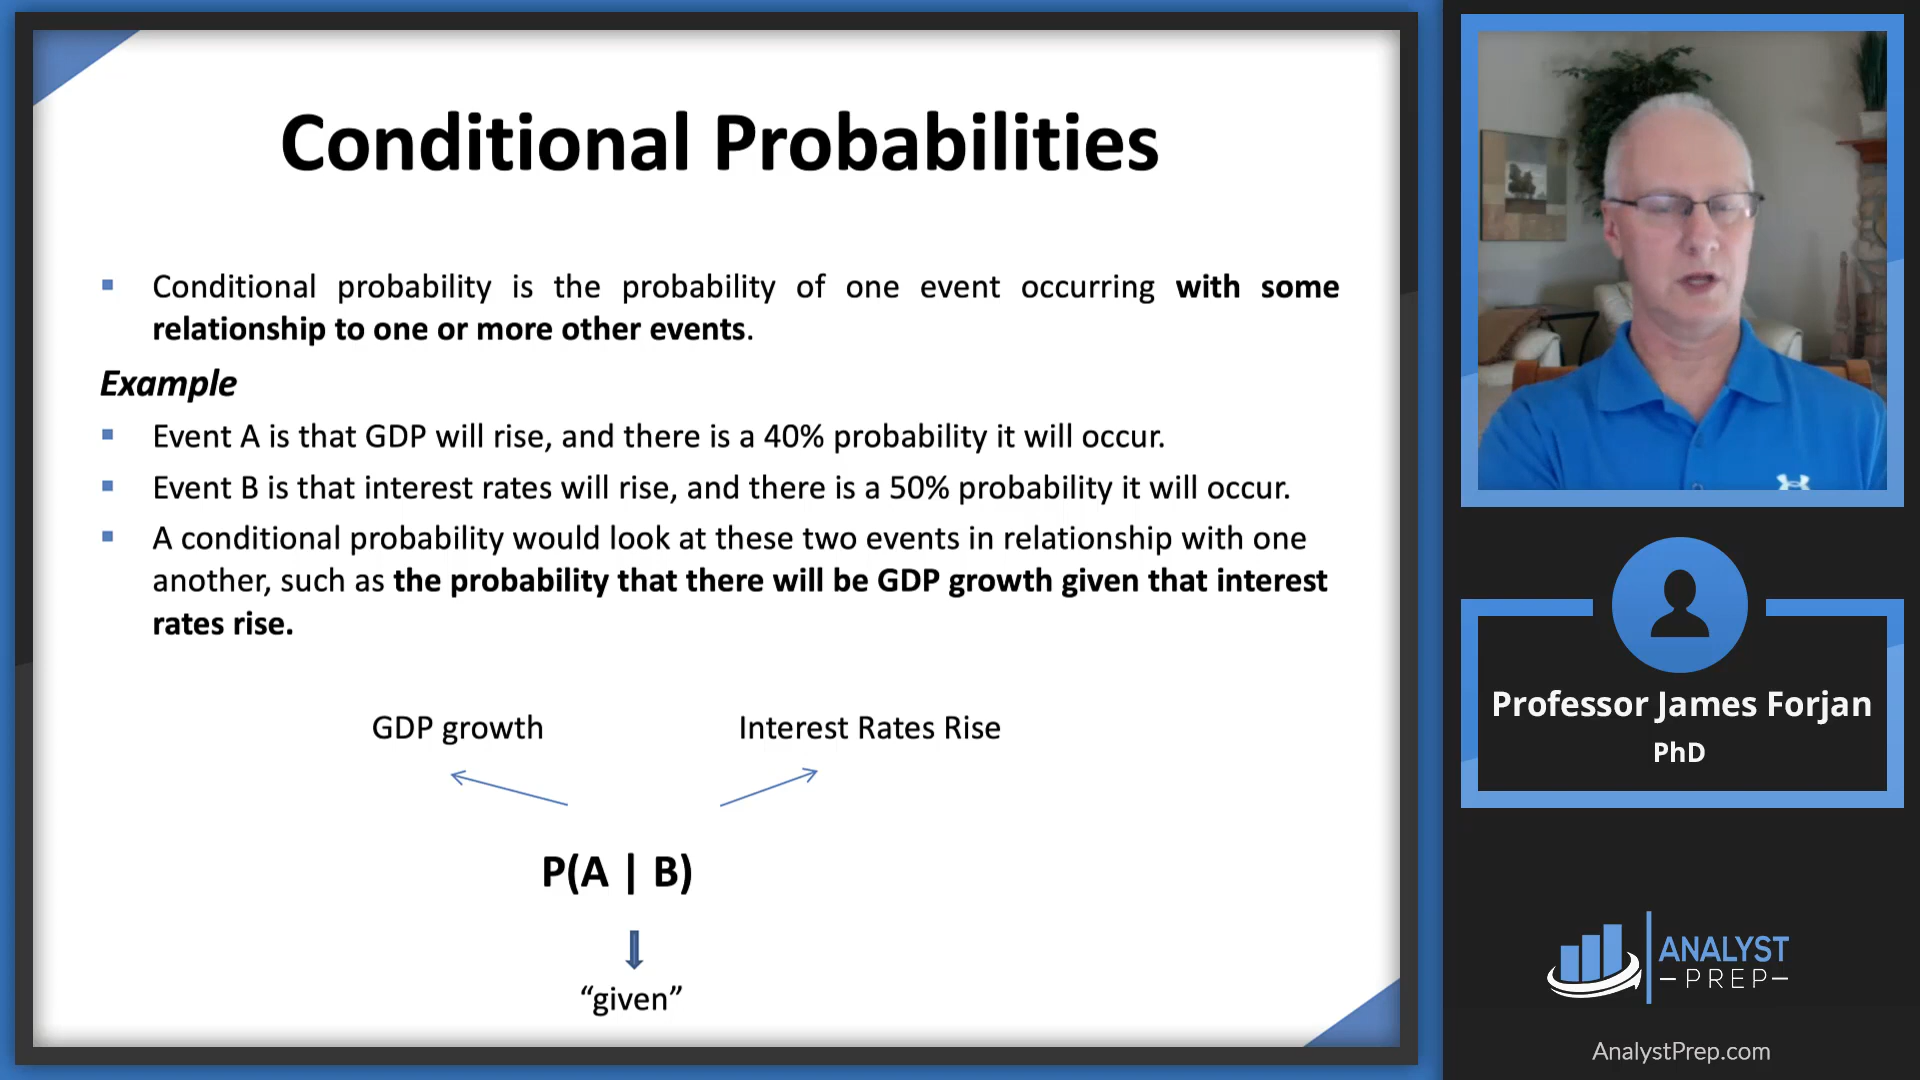 Conditional Probabilities
Conditional probability is the probability of one event occurring with some
relationship to one or more other events.
Example
Event A is that GDP will rise, and there is a 40% probability it will occur.
Event B is that interest rates will rise, and there is a 50% probability it will occur.
A conditional probability would look at these two events in relationship with one
another, such as the probability that there will be GDP growth given that interest
rates rise.
GDP growth
Interest Rates Rise
P(A | B)
“given”
Professor James Forjan
PhD
ANALYST
PREP
AnalystPrep.com